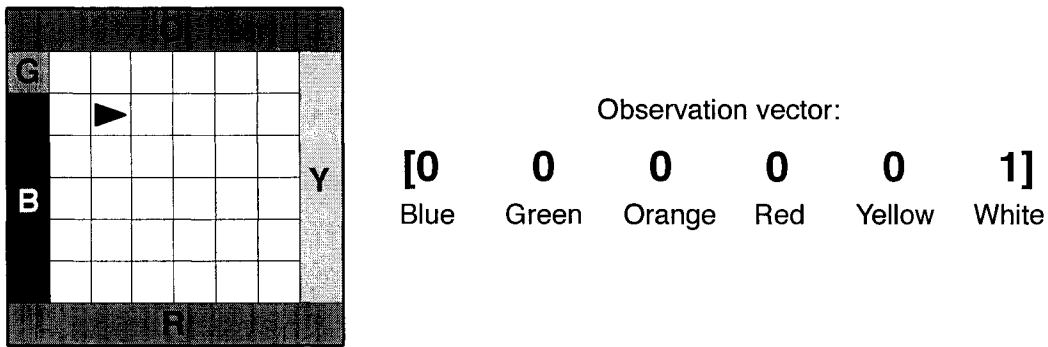 O
G
B
Y
R
Observation vector:
[0 0 0 0 0 1]
Blue Green Orange Red Yellow White